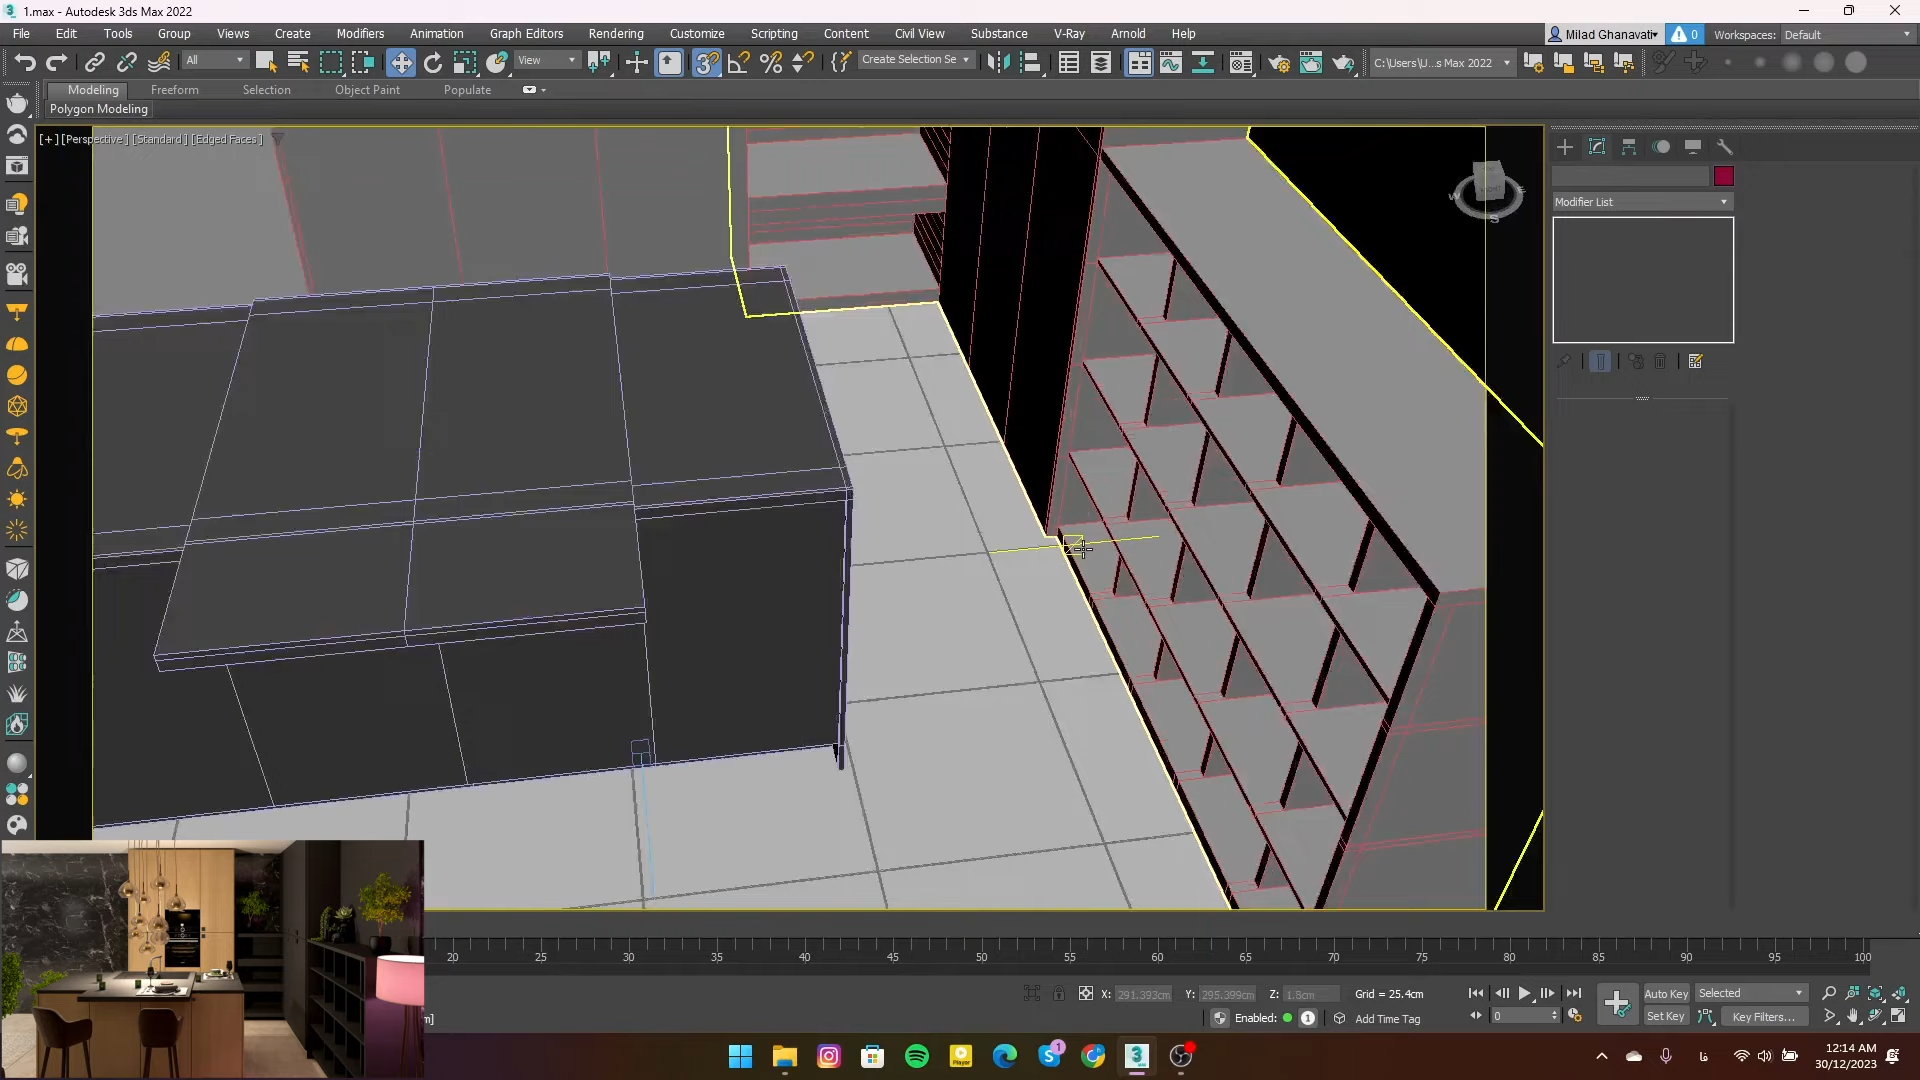 1.max - Autodesk 3ds Max 2022
File Edit Tools Group Views Create Modifiers Animation Graph Editors Rendering Customize Scripting Content Civil View Substance V-Ray Arnold Help Milad Ghanavati 0 Workspaces: Default
All View Create Selection Se C:\Users\U...s Max 2022
Modeling Freeform Selection Object Paint Populate
Polygon Modeling
[+] [Perspective ] [Standard ] [Edged Faces ]
W S
Modifier List
20 25 30 35 40 45 50 55 60 65 70 75 80 85 90 95 100
X: 291.393cm Y: 295.399cm Z: 1.8cm Grid = 25.4cm Auto Key Selected
m] Enabled: 1 Add Time Tag 0 Set Key Key Filters...
Player 1 3
12:14 AM
30/12/2023